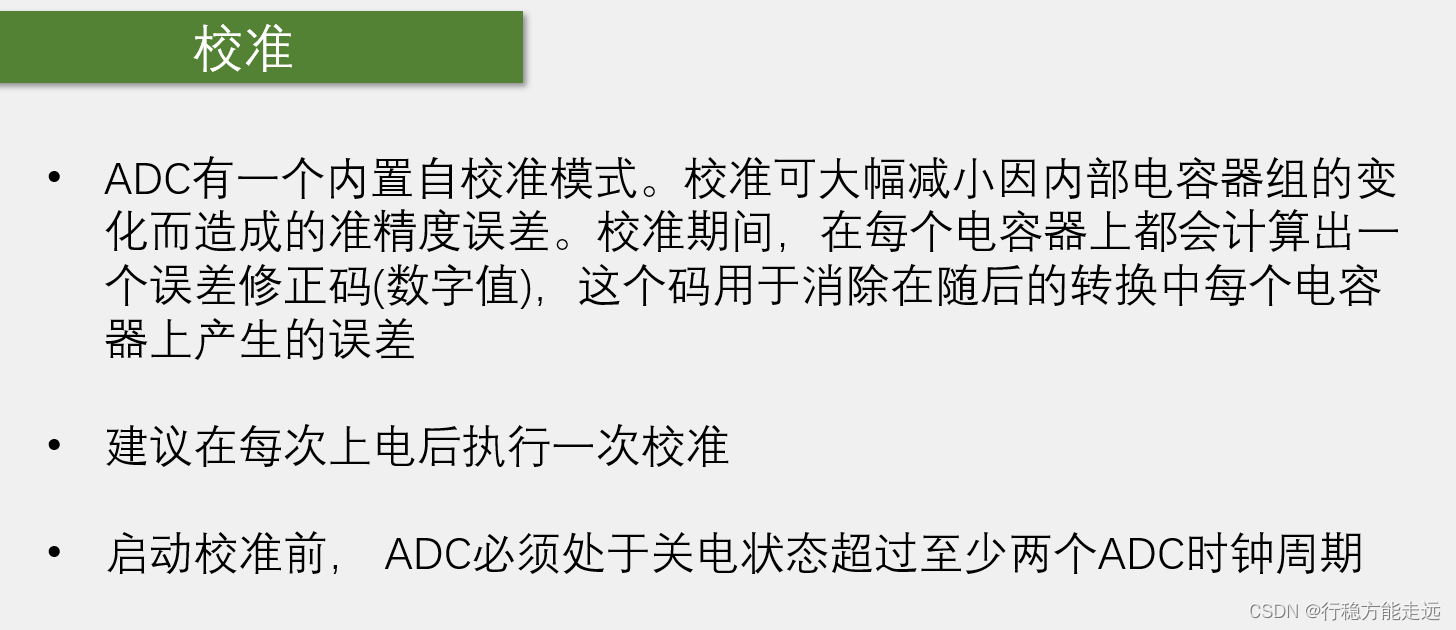 校准
• ADC有一个内置自校准模式。校准可大幅减小因内部电容器组的变
化而造成的准精度误差。校准期间，在每个电容器上都会计算出一
个误差修正码(数字值)，这个码用于消除在随后的转换中每个电容
器上产生的误差
• 建议在每次上电后执行一次校准
• 启动校准前， ADC必须处于关电状态超过至少两个ADC时钟周期
CSDN @行稳方能走远